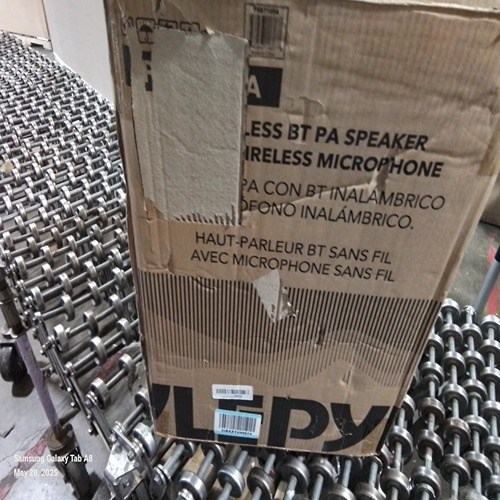 A
LESS BT PA SPEAKER
IRELESS MICROPHONE
PA CON BT INALÁMBRICO
ÓFONO INALÁMBRICO.
HAUT-PARLEUR BT SANS FIL
AVEC MICROPHONE SANS FIL
Samsung Galaxy Tab A8
May 28, 2025